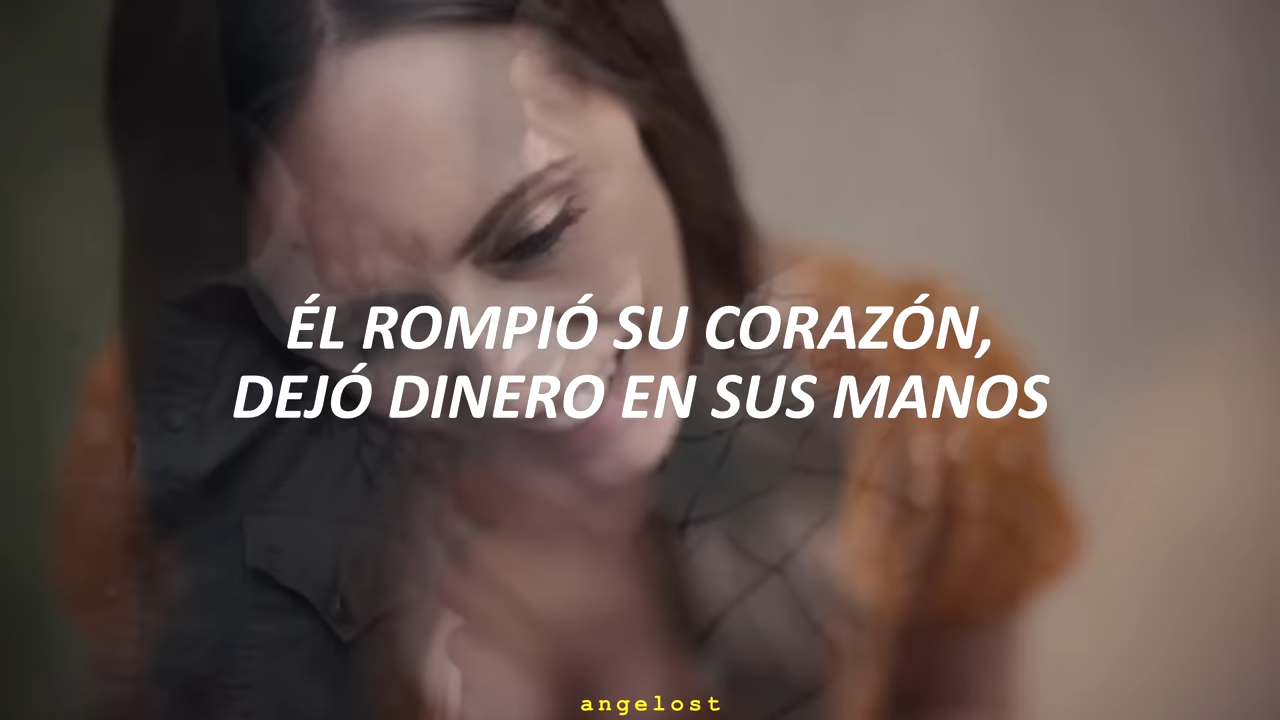 ÉL ROMPIÓ SU CORAZÓN,
DEJÓ DINERO EN SUS MANOS
angelost